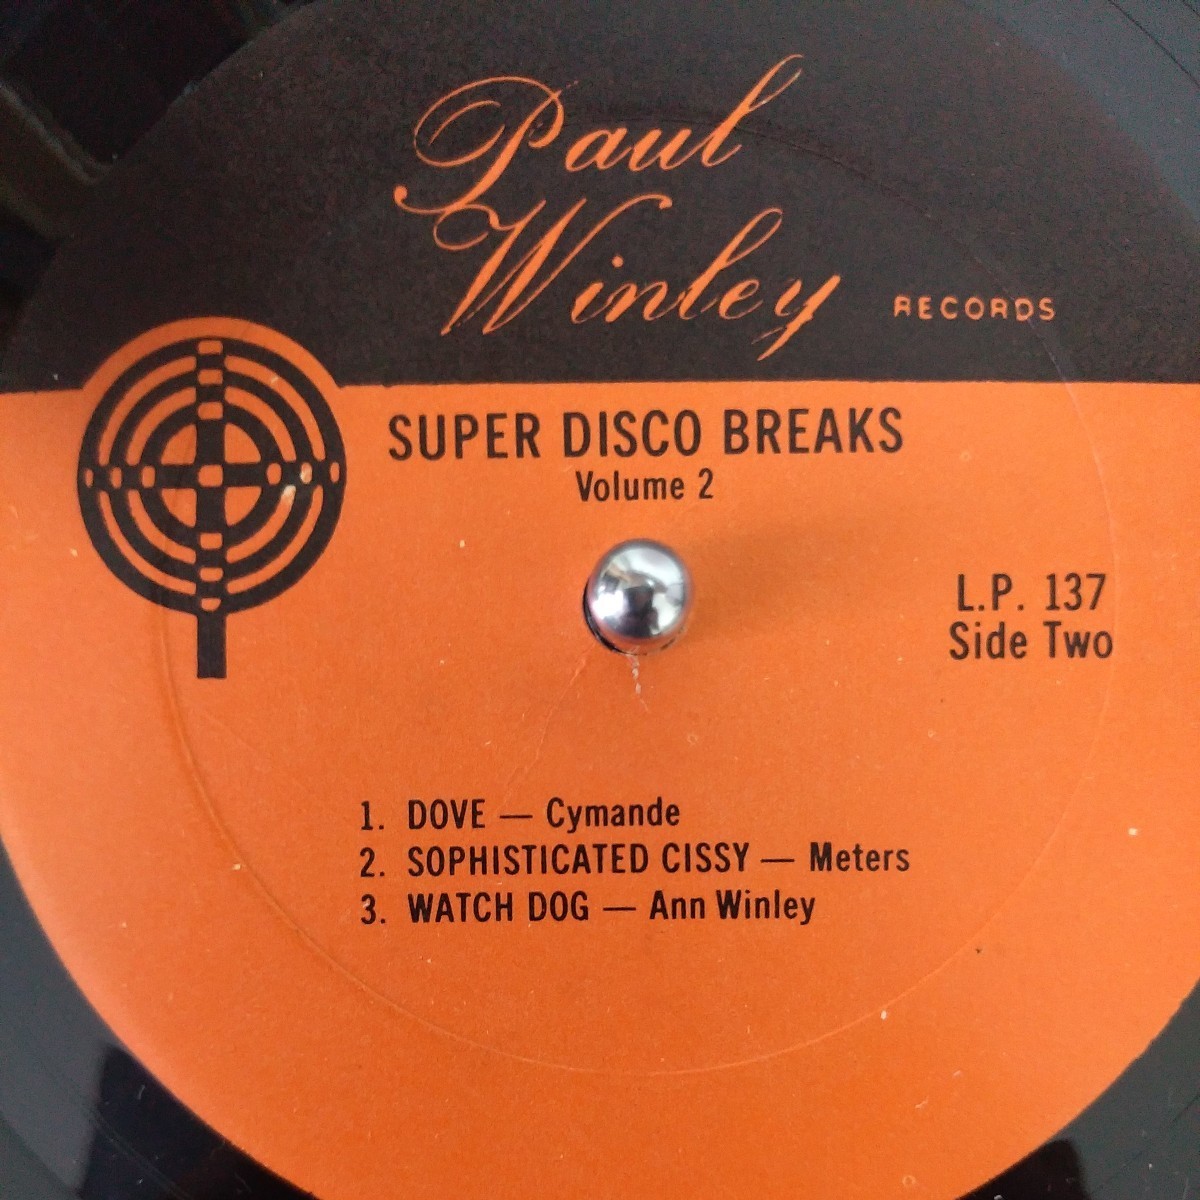 Paul
Winley RECORDS
SUPER DISCO BREAKS
Volume 2
L.P. 137
Side Two
1. DOVE — Cymande
2. SOPHISTICATED CISSY — Meters
3. WATCH DOG — Ann Winley